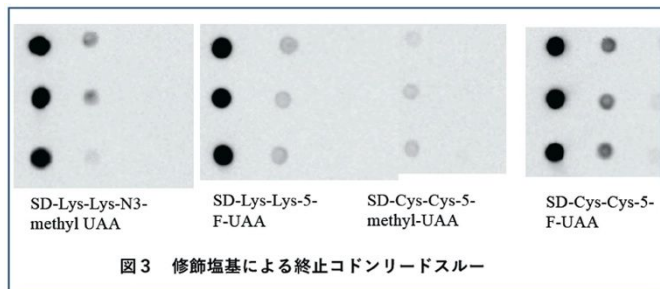 SD-Lys-Lys-N3-
methyl UAA
SD-Lys-Lys-5-
F-UAA
SD-Cys-Cys-5-
methyl-UAA
SD-Cys-Cys-5-
F-UAA
図３　修飾塩基による終止コドンリードスルー